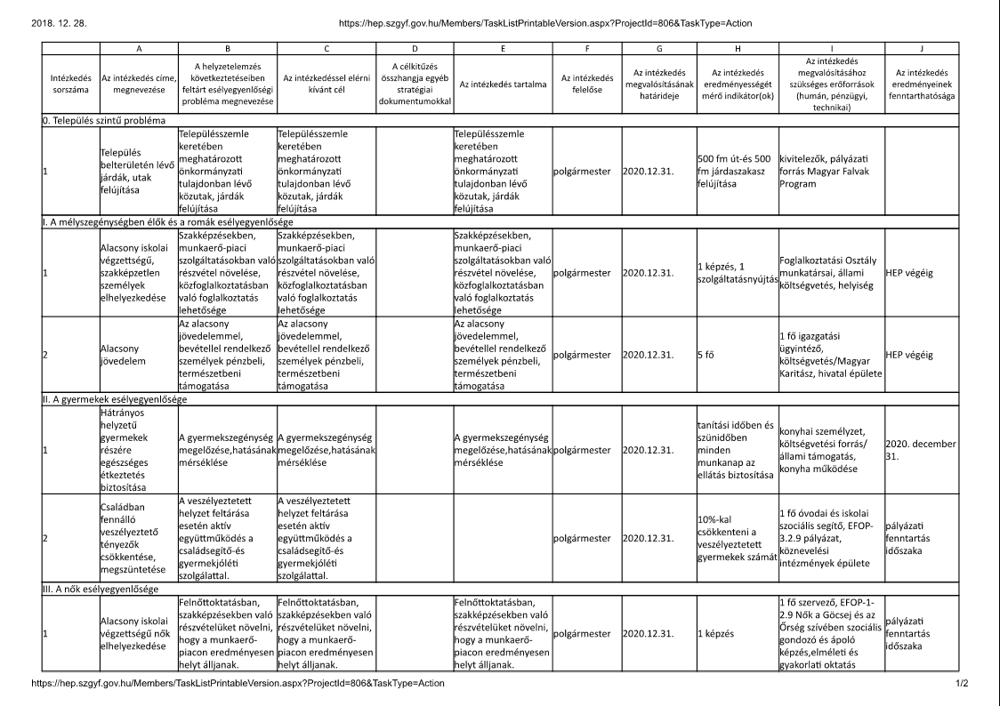 2018. 12. 28.
https://hep.szgyf.gov.hu/Members/TaskListPrintableVersion.aspx?ProjectId=806&TaskType=Action
A
B
C
D
E
F
G
H
I
J
Intézkedés
sorszáma
Az intézkedés címe,
megnevezése
A helyzetelemzés
következtetéseiben
feltárt esélyegyenlőségi
probléma megnevezése
Az intézkedéssel elérni
kívánt cél
A célkitűzés
összhangja egyéb
stratégiai
dokumentumokkal
Az intézkedés tartalma
Az intézkedés
felelőse
Az intézkedés
megvalósításának
határideje
Az intézkedés
eredményességét
mérő indikátor(ok)
Az intézkedés
megvalósításához
szükséges erőforrások
(humán, pénzügyi,
technikai)
Az intézkedés
eredményeinek
fenntarthatósága
0. Település szintű probléma
1
Település
belterületén lévő
járdák, utak
felújítása
Településszemle
keretében
meghatározott
önkormányzati
tulajdonban lévő
közutak, járdák
felújítása
Településszemle
keretében
meghatározott
önkormányzati
tulajdonban lévő
közutak, járdák
felújítása
Településszemle
keretében
meghatározott
önkormányzati
tulajdonban lévő
közutak, járdák
felújítása
polgármester
2020.12.31.
500 fm út-és 500
fm járdaszakasz
felújítása
kivitelezők, pályázati
forrás Magyar Falvak
Program
I. A mélyszegénységben élők és a romák esélyegyenlősége
1
Alacsony iskolai
végzettségű,
szakképzetlen
személyek
elhelyezkedése
Szakképzésekben,
munkaerő-piaci
szolgáltatásokban való
részvétel növelése,
közfoglalkoztatásban
való foglalkoztatás
lehetősége
Szakképzésekben,
munkaerő-piaci
szolgáltatásokban való
részvétel növelése,
közfoglalkoztatásban
való foglalkoztatás
lehetősége
Szakképzésekben,
munkaerő-piaci
szolgáltatásokban való
részvétel növelése,
közfoglalkoztatásban
való foglalkoztatás
lehetősége
polgármester
2020.12.31.
1 képzés, 1
szolgáltatásnyújtás
Foglalkoztatási Osztály
munkatársai, állami
költségvetés, helyiség
HEP végéig
2
Alacsony
jövedelem
Az alacsony
jövedelemmel,
bevétellel rendelkező
személyek pénzbeli,
természetbeni
támogatása
Az alacsony
jövedelemmel,
bevétellel rendelkező
személyek pénzbeli,
természetbeni
támogatása
Az alacsony
jövedelemmel,
bevétellel rendelkező
személyek pénzbeli,
természetbeni
támogatása
polgármester
2020.12.31.
5 fő
1 fő igazgatási
ügyintéző,
költségvetés/Magyar
Karitász, hivatal épülete
HEP végéig
II. A gyermekek esélyegyenlősége
1
Hátrányos
helyzetű
gyermekek
részére
egészséges
étkeztetés
biztosítása
A gyermekszegénység
megelőzése,hatásának
mérséklése
A gyermekszegénység
megelőzése,hatásának
mérséklése
A gyermekszegénység
megelőzése,hatásának
mérséklése
polgármester
2020.12.31.
tanítási időben és
szünidőben
minden
munkanap az
ellátás biztosítása
konyhai személyzet,
költségvetési forrás/
állami támogatás,
konyha működése
2020. december
31.
2
Családban
fennálló
veszélyeztető
tényezők
csökkentése,
megszüntetése
A veszélyeztetett
helyzet feltárása
esetén aktív
együttműködés a
családsegítő-és
gyermekjóléti
szolgálattal.
A veszélyeztetett
helyzet feltárása
esetén aktív
együttműködés a
családsegítő-és
gyermekjóléti
szolgálattal.
polgármester
2020.12.31.
10%-kal
csökkenteni a
veszélyeztetett
gyermekek számát
1 fő óvodai és iskolai
szociális segítő, EFOP-
3.2.9 pályázat,
köznevelési
intézmények épülete
pályázati
fenntartás
időszaka
III. A nők esélyegyenlősége
1
Alacsony iskolai
végzettségű nők
elhelyezkedése
Felnőttoktatásban,
szakképzésekben való
részvételüket növelni,
hogy a munkaerő-
piacon eredményesen
helyt álljanak.
Felnőttoktatásban,
szakképzésekben való
részvételüket növelni,
hogy a munkaerő-
piacon eredményesen
helyt álljanak.
Felnőttoktatásban,
szakképzésekben való
részvételüket növelni,
hogy a munkaerő-
piacon eredményesen
helyt álljanak.
polgármester
2020.12.31.
1 képzés
1 fő szervező, EFOP-1-
2.9 Nők a Göcsej és az
Őrség szívében szociális
gondozó és ápoló
képzés,elméleti és
gyakorlati oktatás
pályázati
fenntartás
időszaka
https://hep.szgyf.gov.hu/Members/TaskListPrintableVersion.aspx?ProjectId=806&TaskType=Action
1/2